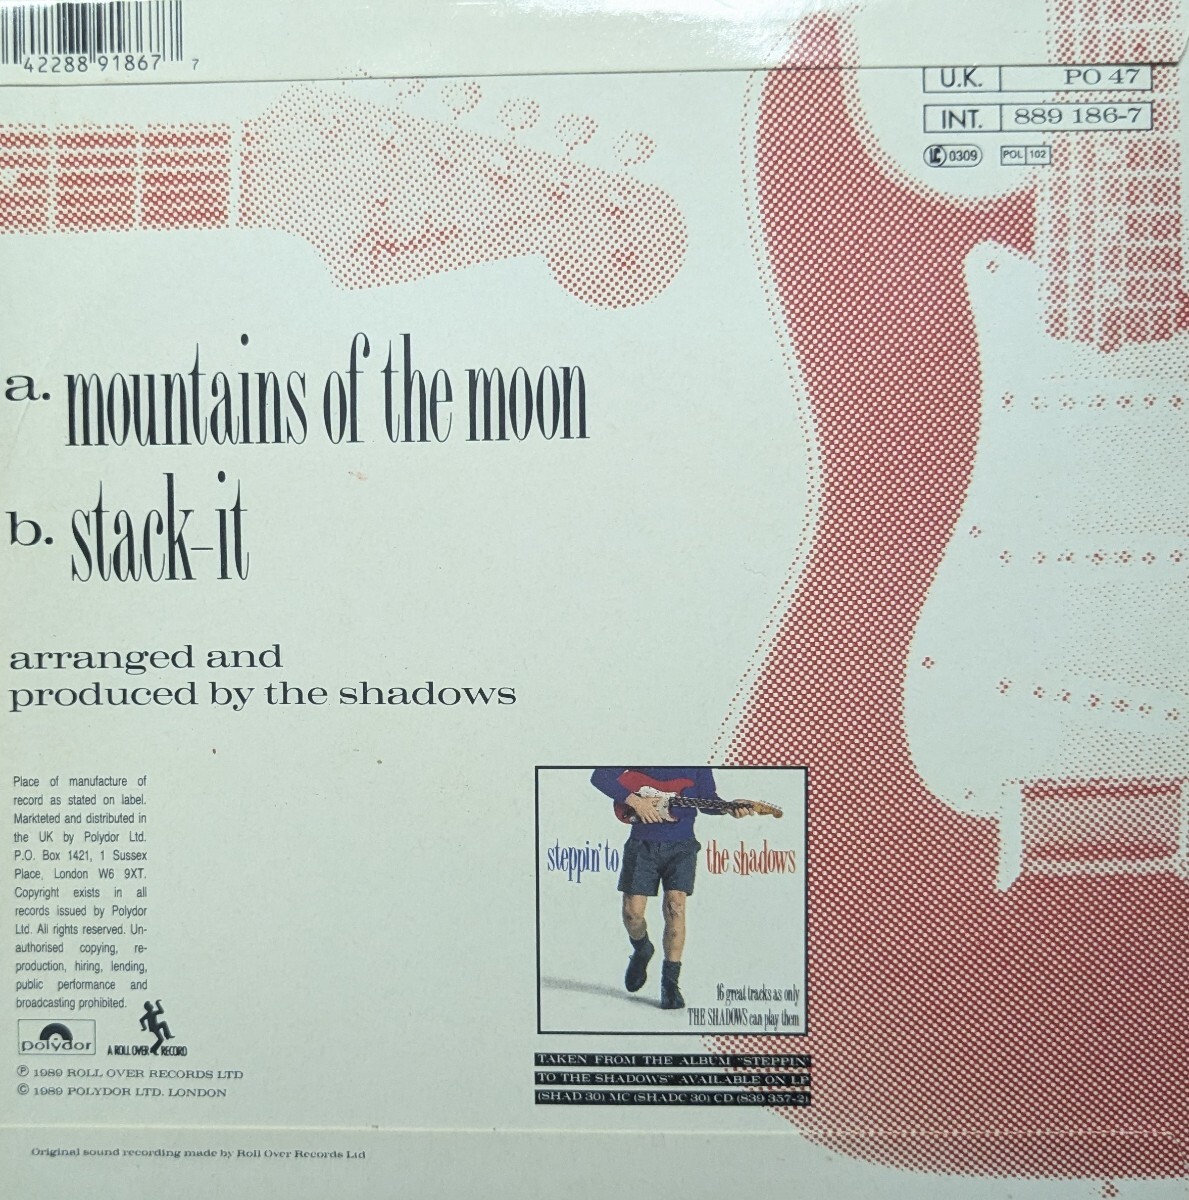 42288 91867 7
U.K. PO 47
INT. 889 186-7
LC 0309 POL 102
a. mountains of the moon
b. stack-it
arranged and
produced by the shadows
Place of manufacture of
record as stated on label.
Markteted and distributed in
the UK by Polydor Ltd.
P.O. Box 1421, 1 Sussex
Place, London W6 9XT.
Copyright exists in all
records issued by Polydor
Ltd. All rights reserved. Un-
authorised copying, re-
production, hiring, lending,
public performance and
broadcasting prohibited.
polydor
A ROLL OVER RECORD
℗ 1989 ROLL OVER RECORDS LTD
© 1989 POLYDOR LTD. LONDON
Original sound recording made by Roll Over Records Ltd
steppin' to the shadows
16 great tracks as only
THE SHADOWS can play them
TAKEN FROM THE ALBUM "STEPPIN'
TO THE SHADOWS" AVAILABLE ON LP
(SHAD 30) MC (SHADC 30) CD (839 357-2)